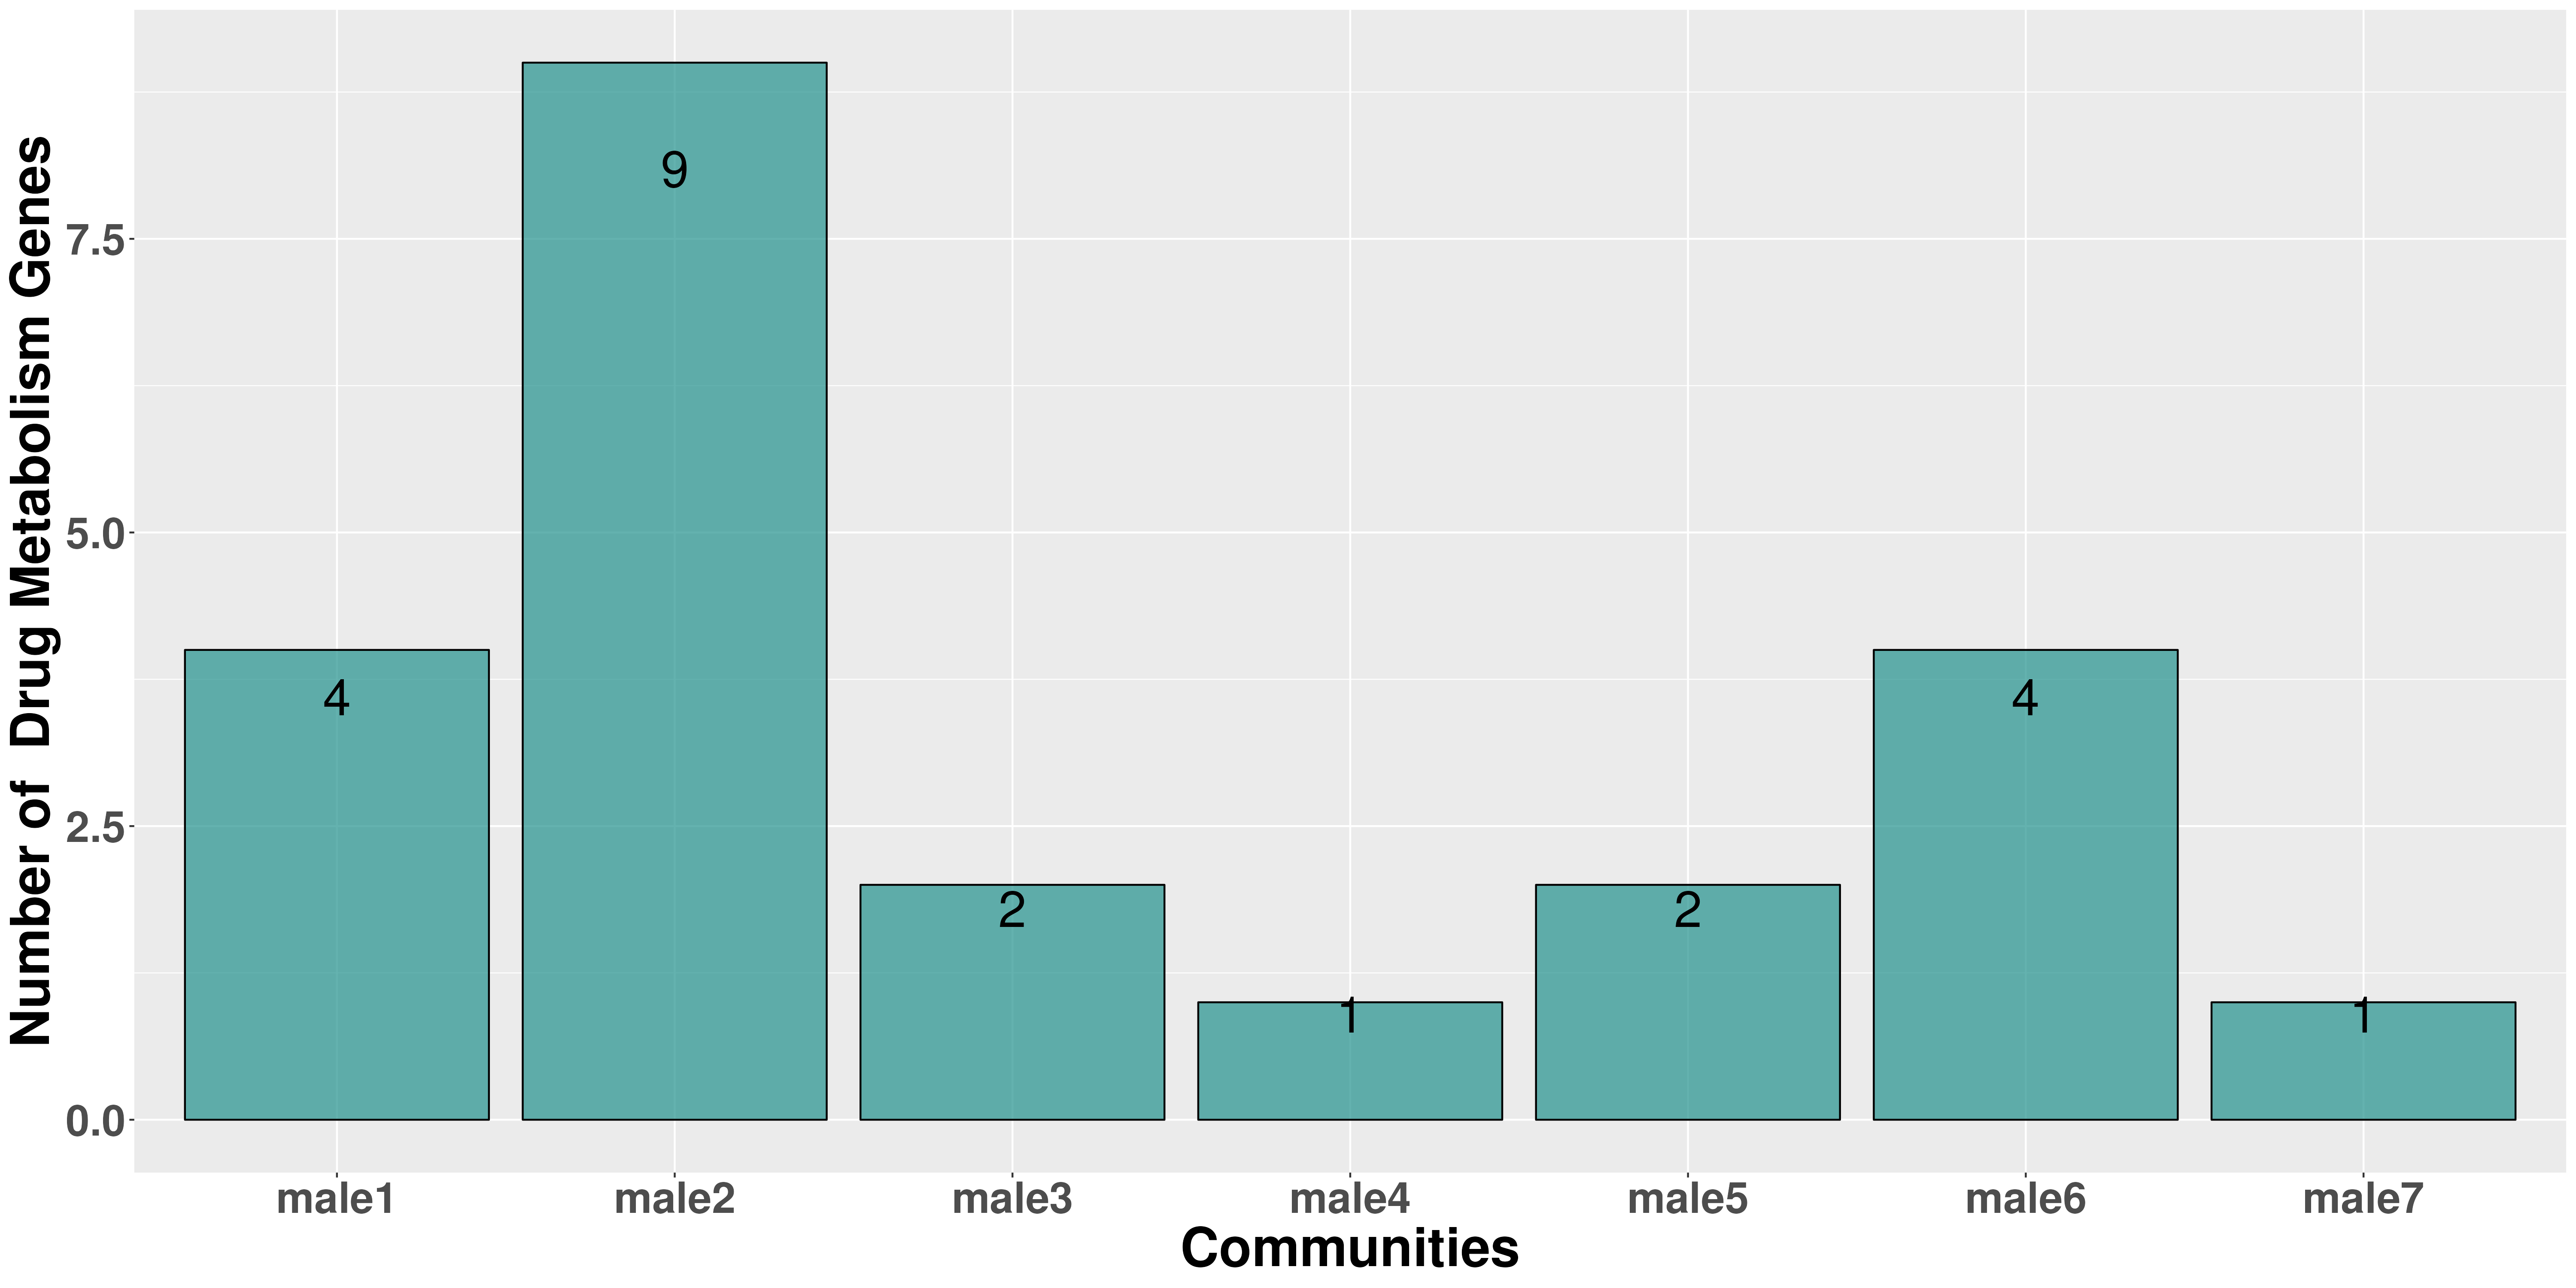 Number of  Drug Metabolism Genes
7.5
5.0
2.5
0.0
4
9
2
1
2
4
1
male1
male2
male3
male4
male5
male6
male7
Communities